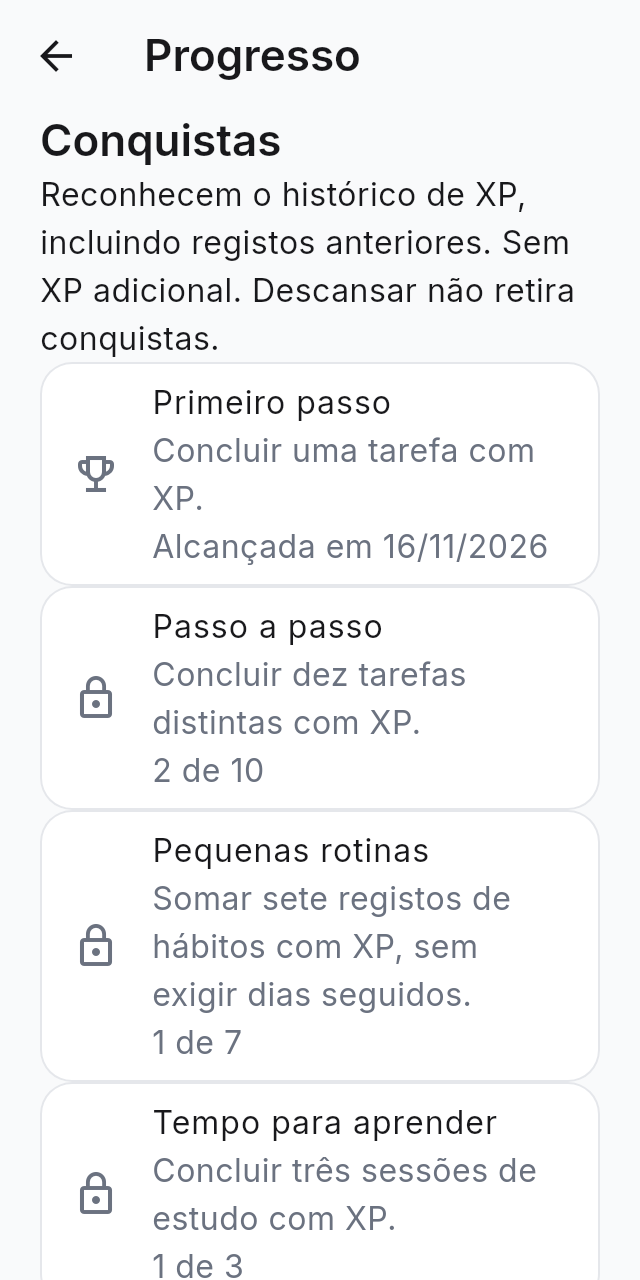 Progresso
Conquistas
Reconhecem o histórico de XP,
incluindo registos anteriores. Sem
XP adicional. Descansar não retira
conquistas.
Primeiro passo
Concluir uma tarefa com
XP.
Alcançada em 16/11/2026
Passo a passo
Concluir dez tarefas
distintas com XP.
2 de 10
Pequenas rotinas
Somar sete registos de
hábitos com XP, sem
exigir dias seguidos.
1 de 7
Tempo para aprender
Concluir três sessões de
estudo com XP.
1 de 3